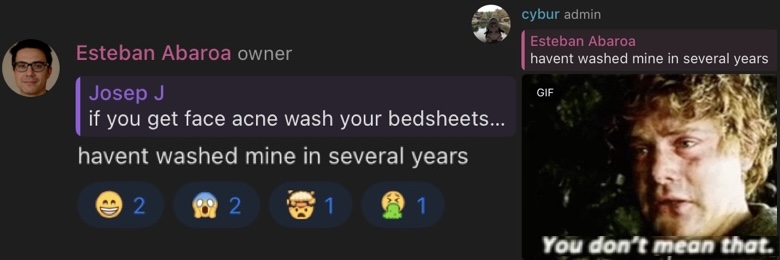 Esteban Abaroa owner
Josep J
if you get face acne wash your bedsheets...
havent washed mine in several years
2
2
1
1
cybur admin
Esteban Abaroa
havent washed mine in several years
GIF
You don't mean that.